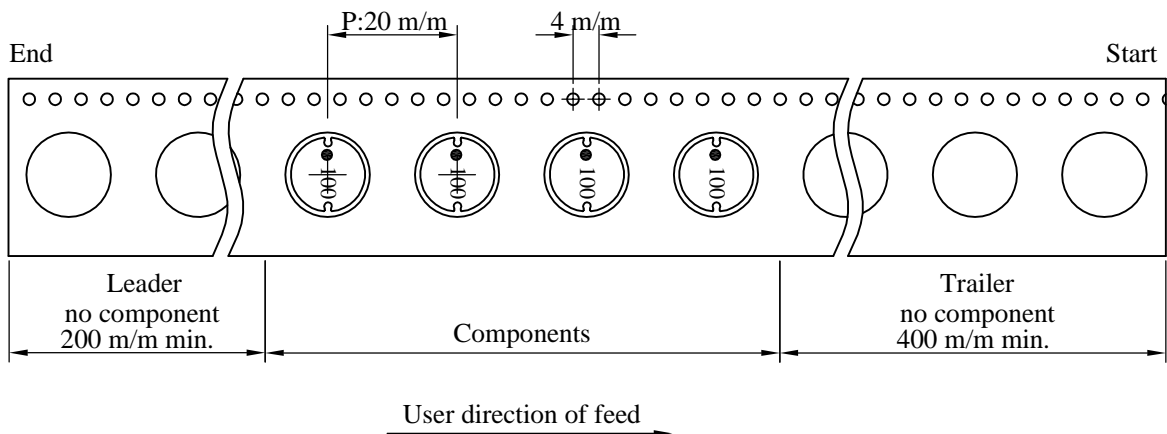 P:20 m/m
4 m/m
End
Start
100
100
100
100
Leader
no component
200 m/m min.
Components
Trailer
no component
400 m/m min.
User direction of feed